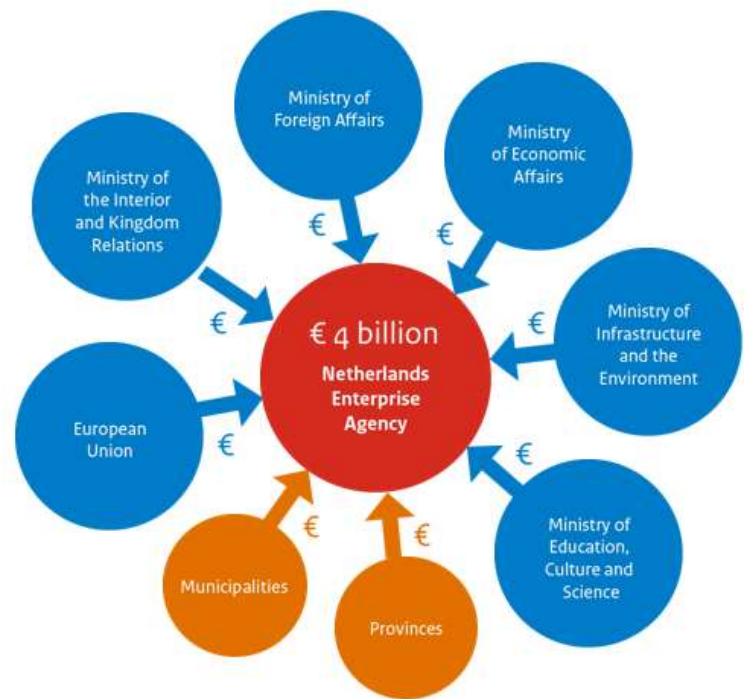 Ministry of
Foreign Affairs
€
Ministry
of Economic
Affairs
€
Ministry of
Infrastructure
and the
Environment
€
Ministry of
Education,
Culture and
Science
€
Provinces
€
Municipalities
€
European
Union
€
Ministry of
the Interior
and Kingdom
Relations
€
€ 4 billion
Netherlands
Enterprise
Agency